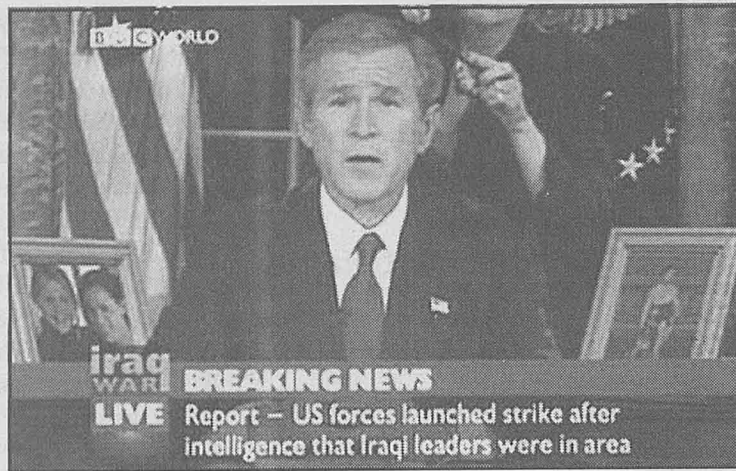 BBC WORLD
iraq
WAR
LIVE
BREAKING NEWS
Report – US forces launched strike after
intelligence that Iraqi leaders were in area